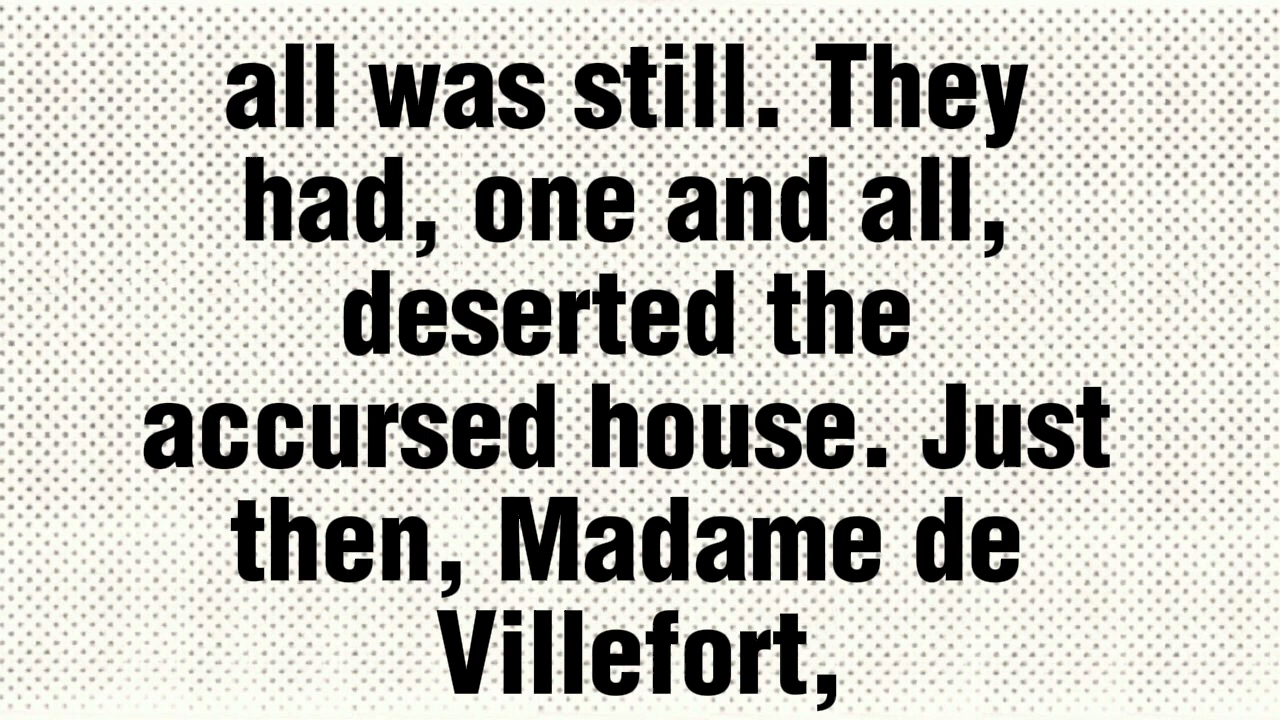 all was still. They
had, one and all,
deserted the
accursed house. Just
then, Madame de
Villefort,